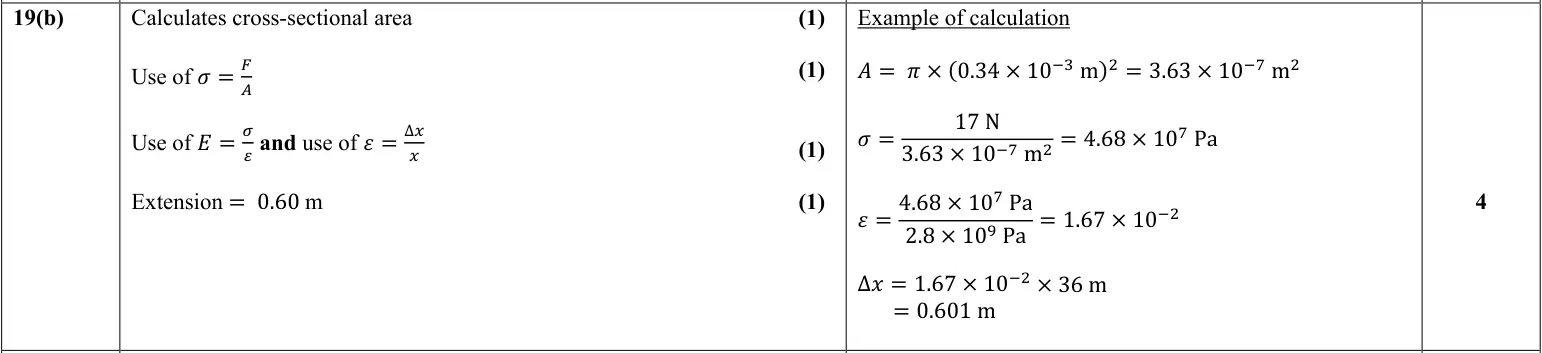 19(b)
Calculates cross-sectional area (1)
Use of σ = F/A (1)
Use of E = σ/ε and use of ε = Δx/x (1)
Extension = 0.60 m (1)
Example of calculation
A = π × (0.34 × 10⁻³ m)² = 3.63 × 10⁻⁷ m²
σ = 17 N / 3.63 × 10⁻⁷ m² = 4.68 × 10⁷ Pa
ε = 4.68 × 10⁷ Pa / 2.8 × 10⁹ Pa = 1.67 × 10⁻²
Δx = 1.67 × 10⁻² × 36 m
= 0.601 m
4